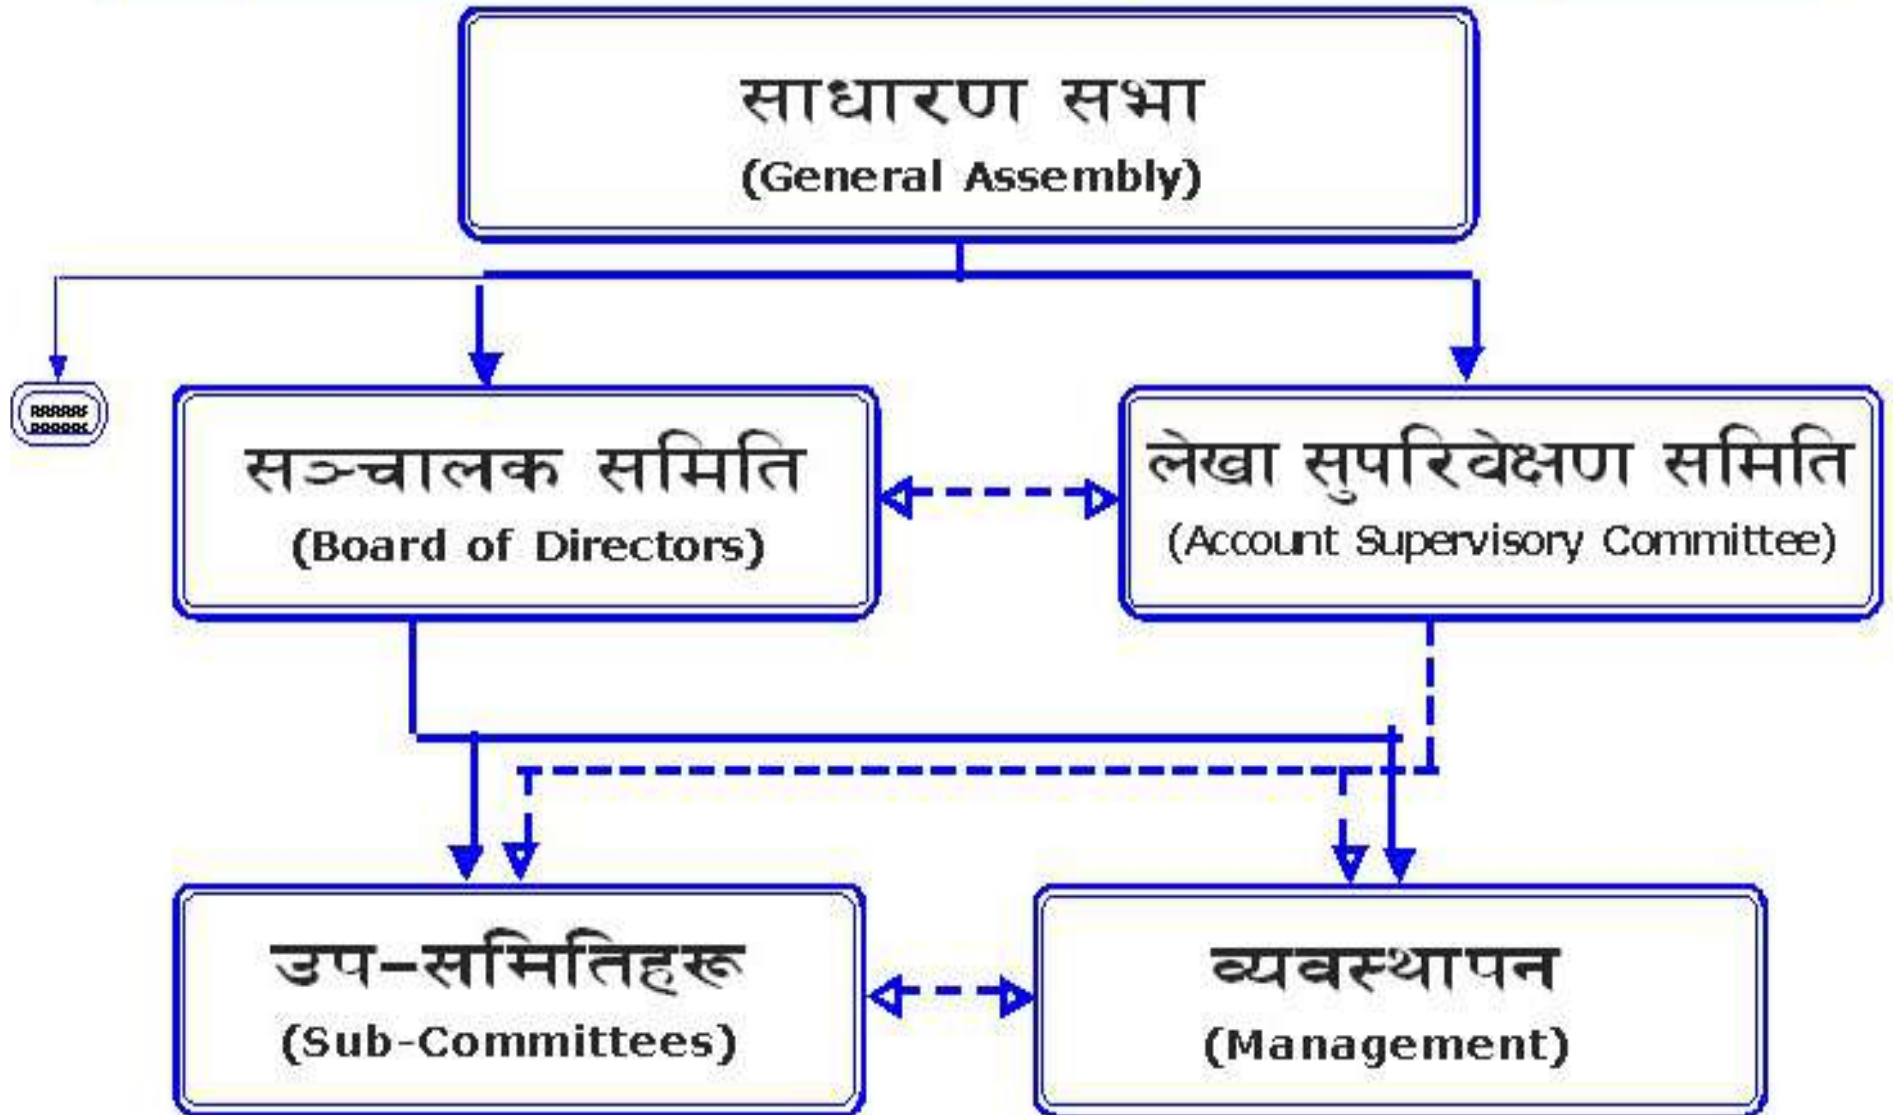 साधारण सभा
(General Assembly)
सञ्चालक समिति
(Board of Directors)
लेखा सुपरिवेक्षण समिति
(Account Supervisory Committee)
उप-समितिहरू
(Sub-Committees)
व्यवस्थापन
(Management)